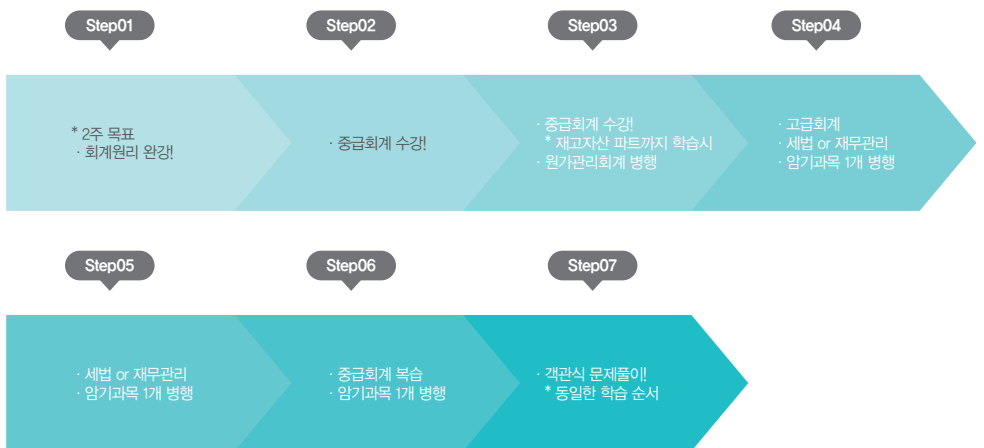 Step01
Step02
Step03
Step04
* 2주 목표
· 회계원리 완강!
· 중급회계 수강!
· 중급회계 수강!
* 재고자산 파트까지 학습시
· 원가관리회계 병행
· 고급회계
· 세법 or 재무관리
· 암기과목 1개 병행
Step05
Step06
Step07
· 세법 or 재무관리
· 암기과목 1개 병행
· 중급회계 복습
· 암기과목 1개 병행
· 객관식 문제풀이!
* 동일한 학습 순서